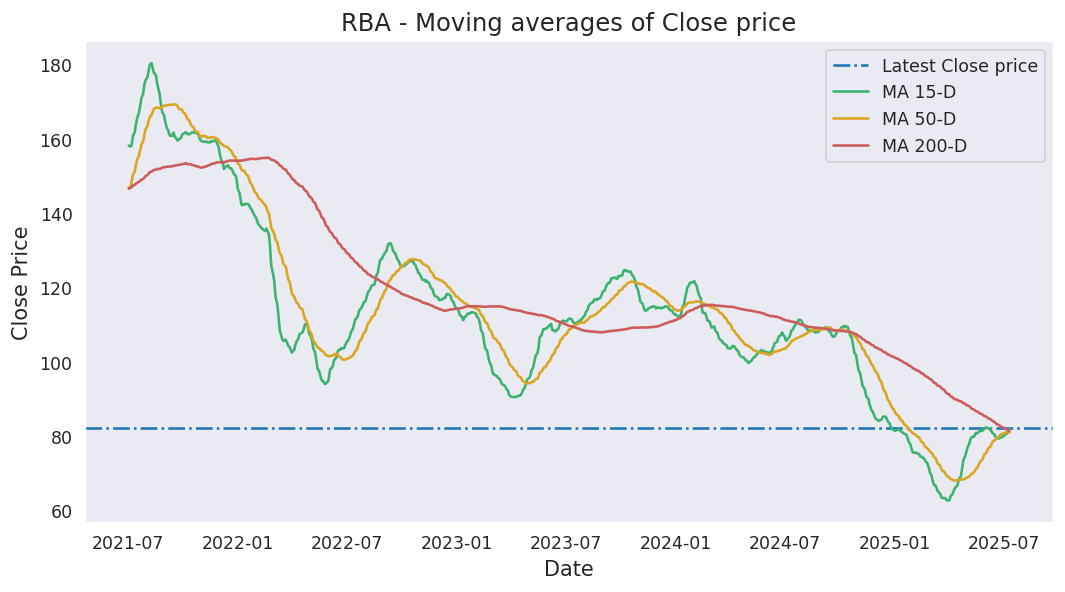 RBA - Moving averages of Close price
Latest Close price
MA 15-D
MA 50-D
MA 200-D
Close Price
180
160
140
120
100
80
60
2021-07 2022-01 2022-07 2023-01 2023-07 2024-01 2024-07 2025-01 2025-07
Date